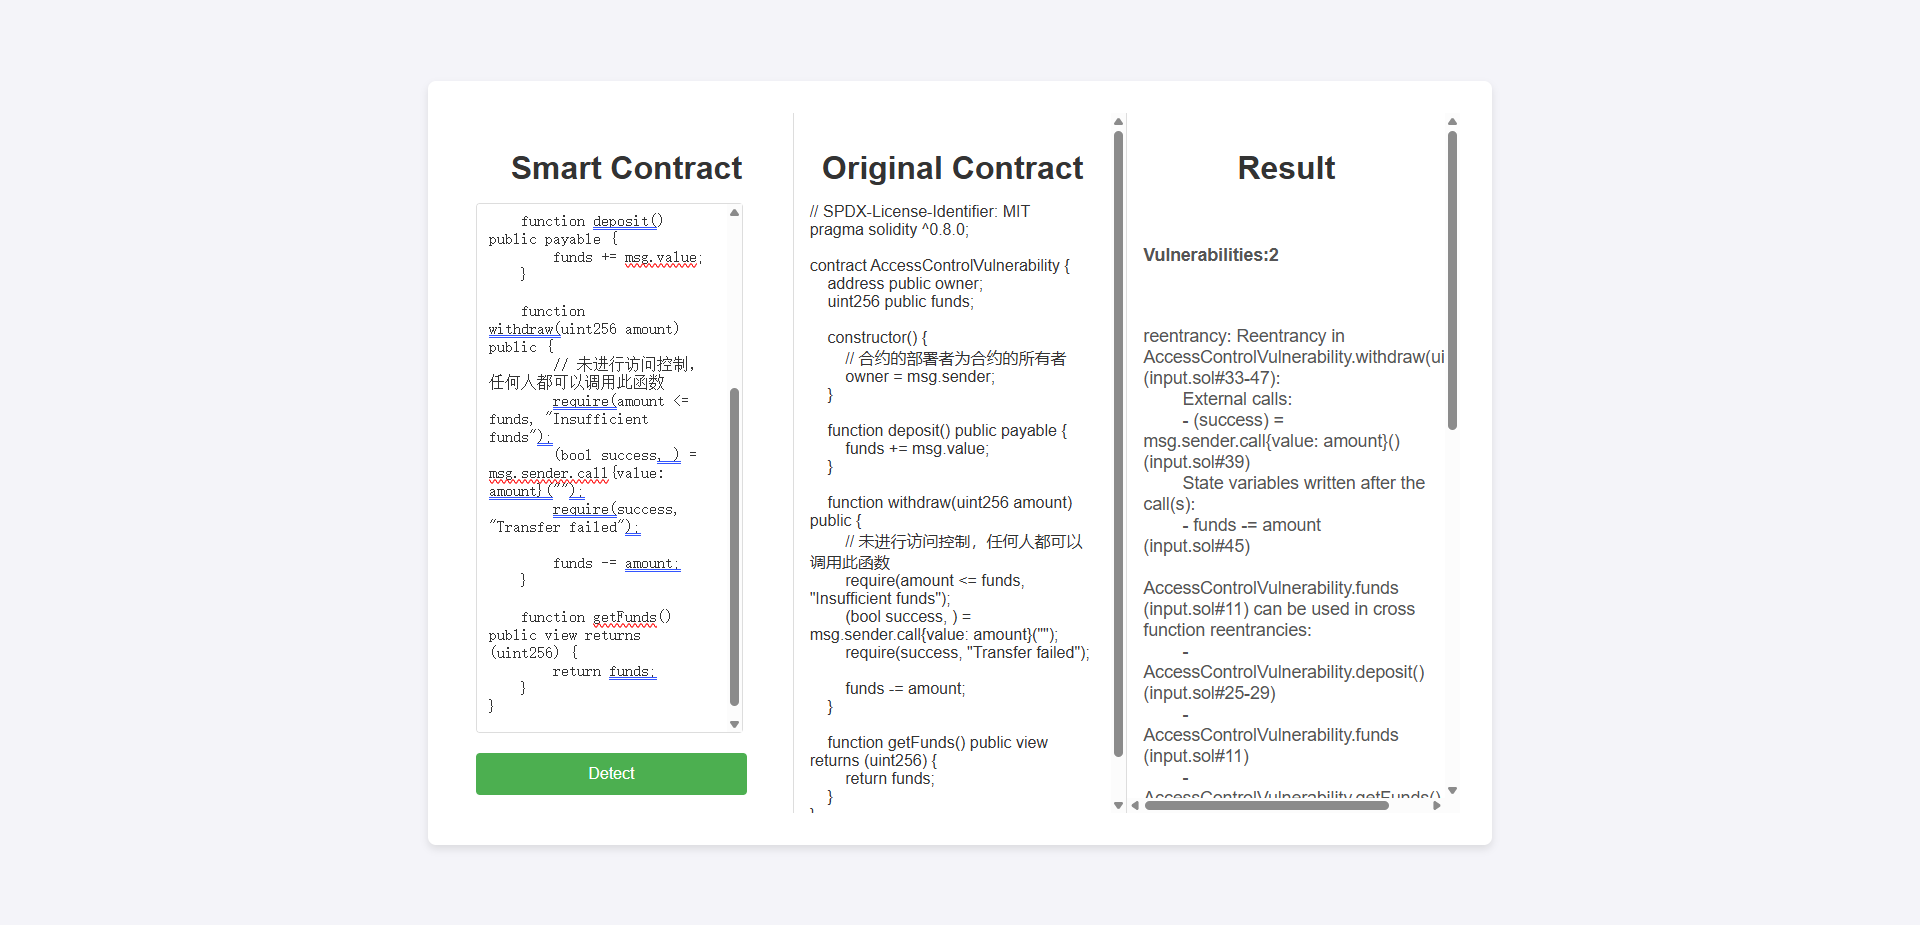 Smart Contract
    function deposit()
public payable {
        funds += msg.value;
    }

    function
withdraw(uint256 amount)
public {
        // 未进行访问控制，
任何人都可以调用此函数
        require(amount <=
funds, "Insufficient
funds");
        (bool success, ) =
msg.sender.call{value:
amount}("");
        require(success,
"Transfer failed");

        funds -= amount;
    }

    function getFunds()
public view returns
(uint256) {
        return funds;
    }
}
Detect
Original Contract
// SPDX-License-Identifier: MIT
pragma solidity ^0.8.0;

contract AccessControlVulnerability {
    address public owner;
    uint256 public funds;

    constructor() {
        // 合约的部署者为合约的所有者
        owner = msg.sender;
    }

    function deposit() public payable {
        funds += msg.value;
    }

    function withdraw(uint256 amount)
public {
        // 未进行访问控制，任何人都可以
调用此函数
        require(amount <= funds,
"Insufficient funds");
        (bool success, ) =
msg.sender.call{value: amount}("");
        require(success, "Transfer failed");

        funds -= amount;
    }

    function getFunds() public view
returns (uint256) {
        return funds;
    }
}
Result
Vulnerabilities:2
reentrancy: Reentrancy in
AccessControlVulnerability.withdraw(ui
(input.sol#33-47):
        External calls:
        - (success) =
msg.sender.call{value: amount}()
(input.sol#39)
        State variables written after the
call(s):
        - funds -= amount
(input.sol#45)

AccessControlVulnerability.funds
(input.sol#11) can be used in cross
function reentrancies:
        -
AccessControlVulnerability.deposit()
(input.sol#25-29)
        -
AccessControlVulnerability.funds
(input.sol#11)
        -
AccessControlVulnerability.getFunds()